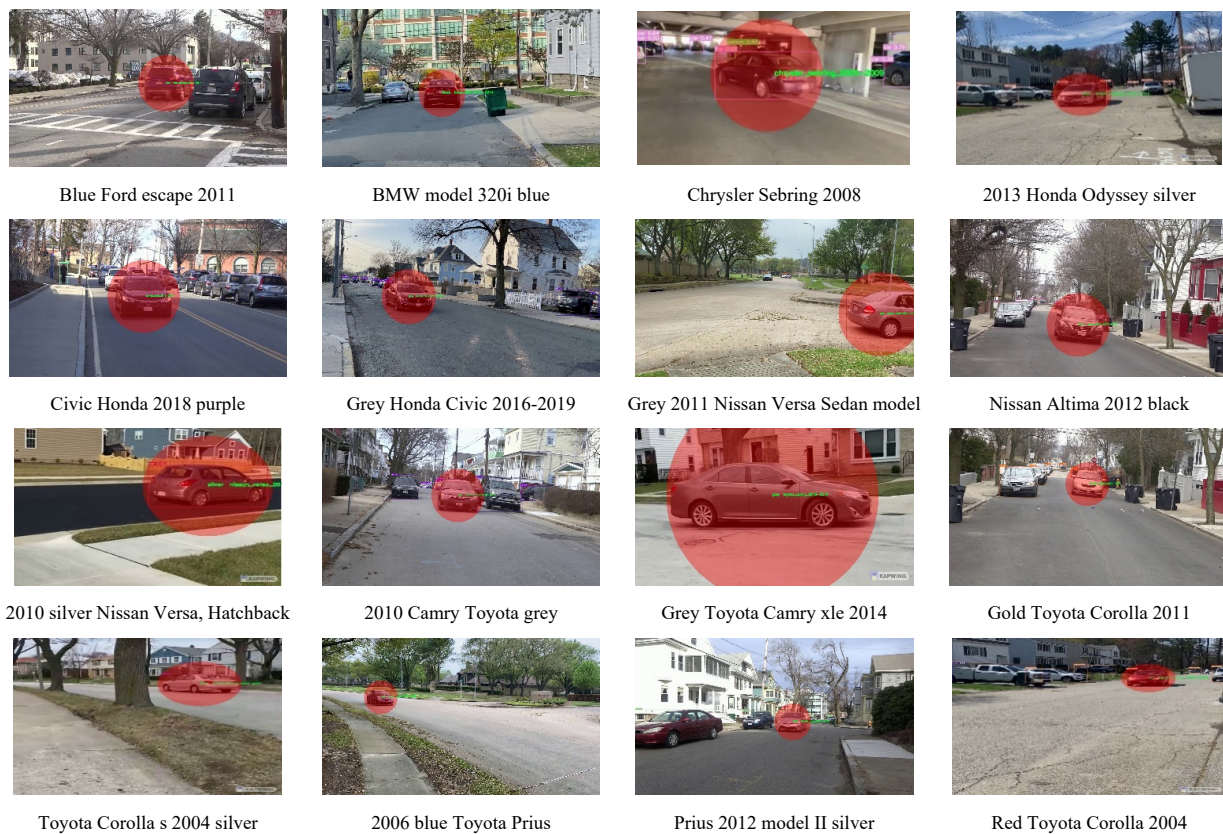 Blue Ford escape 2011
BMW model 320i blue
Chrysler Sebring 2008
2013 Honda Odyssey silver
Civic Honda 2018 purple
Grey Honda Civic 2016-2019
Grey 2011 Nissan Versa Sedan model
Nissan Altima 2012 black
KAPWING
KAPWING
2010 silver Nissan Versa, Hatchback
2010 Camry Toyota grey
Grey Toyota Camry xle 2014
Gold Toyota Corolla 2011
Toyota Corolla s 2004 silver
2006 blue Toyota Prius
Prius 2012 model II silver
Red Toyota Corolla 2004